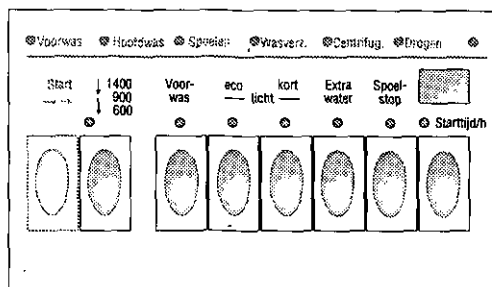 Voorwas Hoofdwas Spoelen Wasverz. Centrifug. Drogen
Start 1400 Voor- eco kort Extra Spoel-
900 was licht water stop
600
Starttijd/h